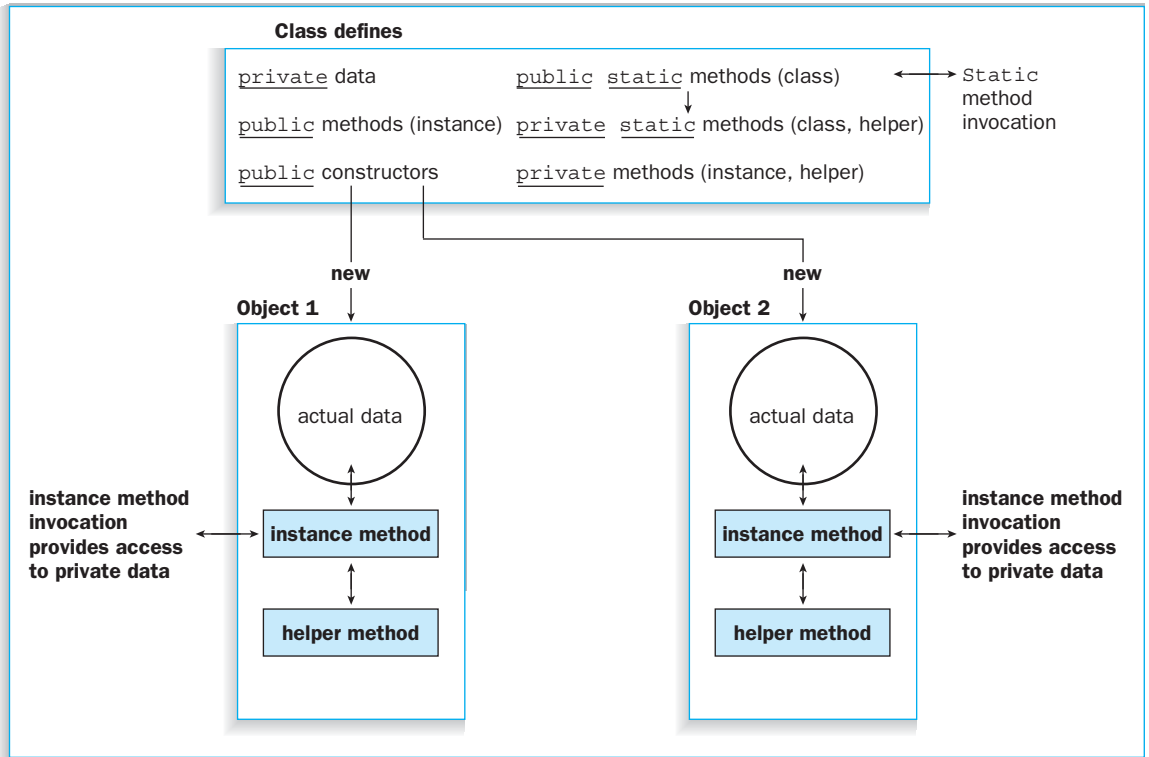 Class defines
private data
public static methods (class)
Static
method
invocation
public methods (instance)
private static methods (class, helper)
public constructors
private methods (instance, helper)
new
new
Object 1
Object 2
actual data
actual data
instance method
invocation
provides access
to private data
instance method
instance method
instance method
invocation
provides access
to private data
helper method
helper method